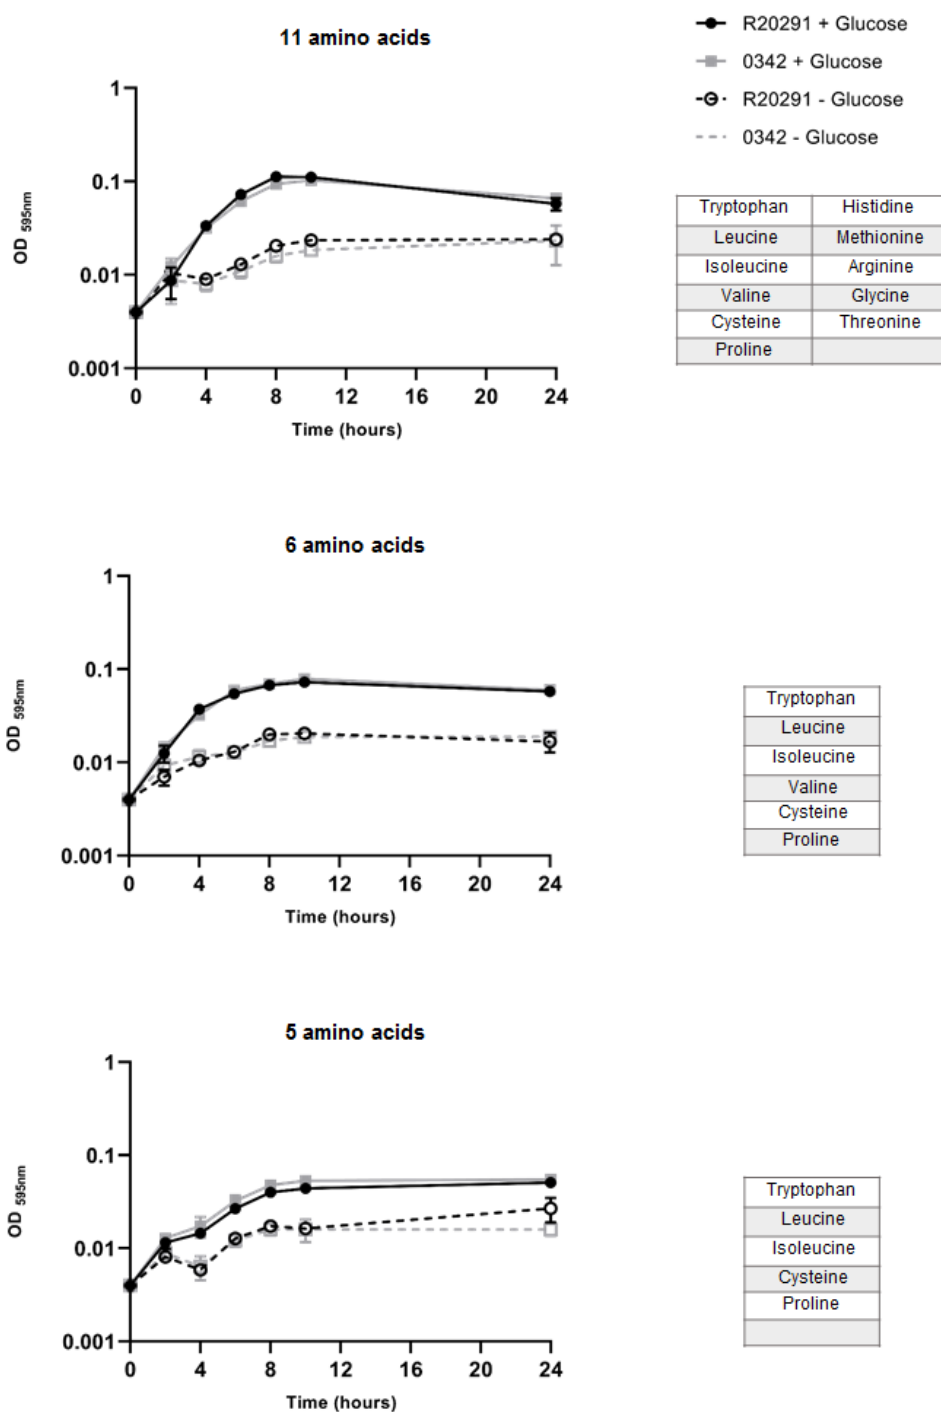 11 amino acids
R20291 + Glucose
0342 + Glucose
R20291 - Glucose
0342 - Glucose
1
0.1
0.01
0.001
OD 595nm
0 4 8 12 16 20 24
Time (hours)
Tryptophan Histidine
Leucine Methionine
Isoleucine Arginine
Valine Glycine
Cysteine Threonine
Proline
6 amino acids
1
0.1
0.01
0.001
OD 595nm
0 4 8 12 16 20 24
Time (hours)
Tryptophan
Leucine
Isoleucine
Valine
Cysteine
Proline
5 amino acids
1
0.1
0.01
0.001
OD 595nm
0 4 8 12 16 20 24
Time (hours)
Tryptophan
Leucine
Isoleucine
Cysteine
Proline